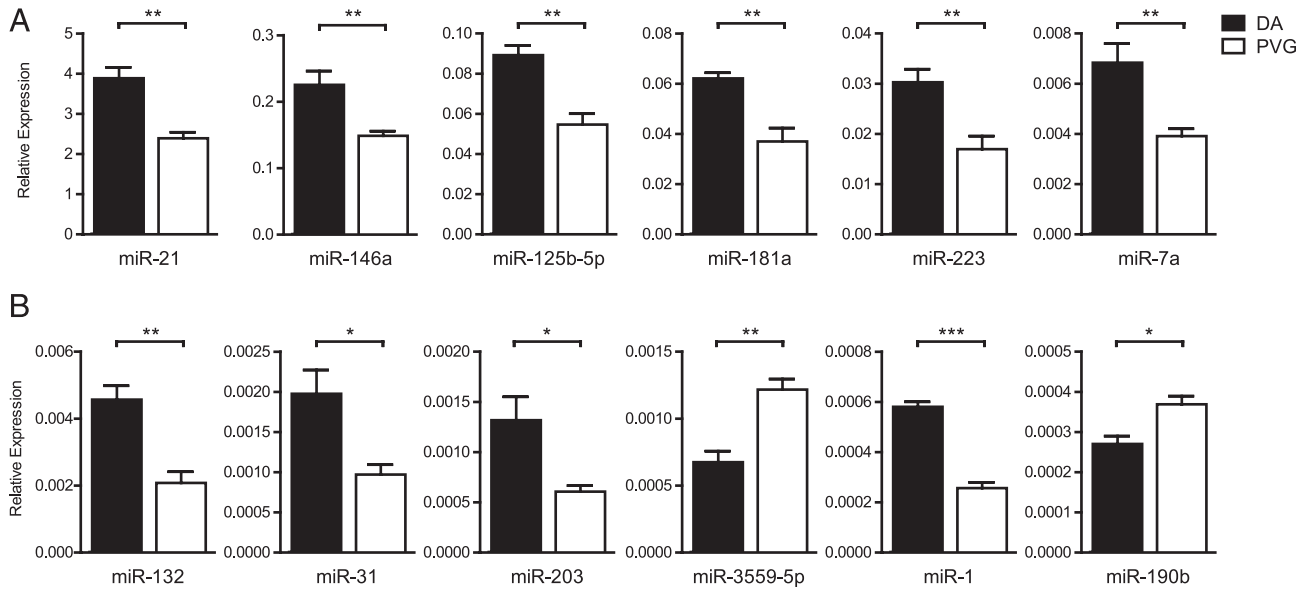 A
** ** ** ** ** **
DA
PVG
Relative Expression
5 4 3 2 1 0
miR-21
0.3 0.2 0.1 0.0
miR-146a
0.10 0.08 0.06 0.04 0.02 0.00
miR-125b-5p
0.08 0.06 0.04 0.02 0.00
miR-181a
0.04 0.03 0.02 0.01 0.00
miR-223
0.008 0.006 0.004 0.002 0.000
miR-7a
B
** * * ** *** *
Relative Expression
0.006 0.004 0.002 0.000
miR-132
0.0025 0.0020 0.0015 0.0010 0.0005 0.0000
miR-31
0.0020 0.0015 0.0010 0.0005 0.0000
miR-203
0.0015 0.0010 0.0005 0.0000
miR-3559-5p
0.0008 0.0006 0.0004 0.0002 0.0000
miR-1
0.0005 0.0004 0.0003 0.0002 0.0001 0.0000
miR-190b